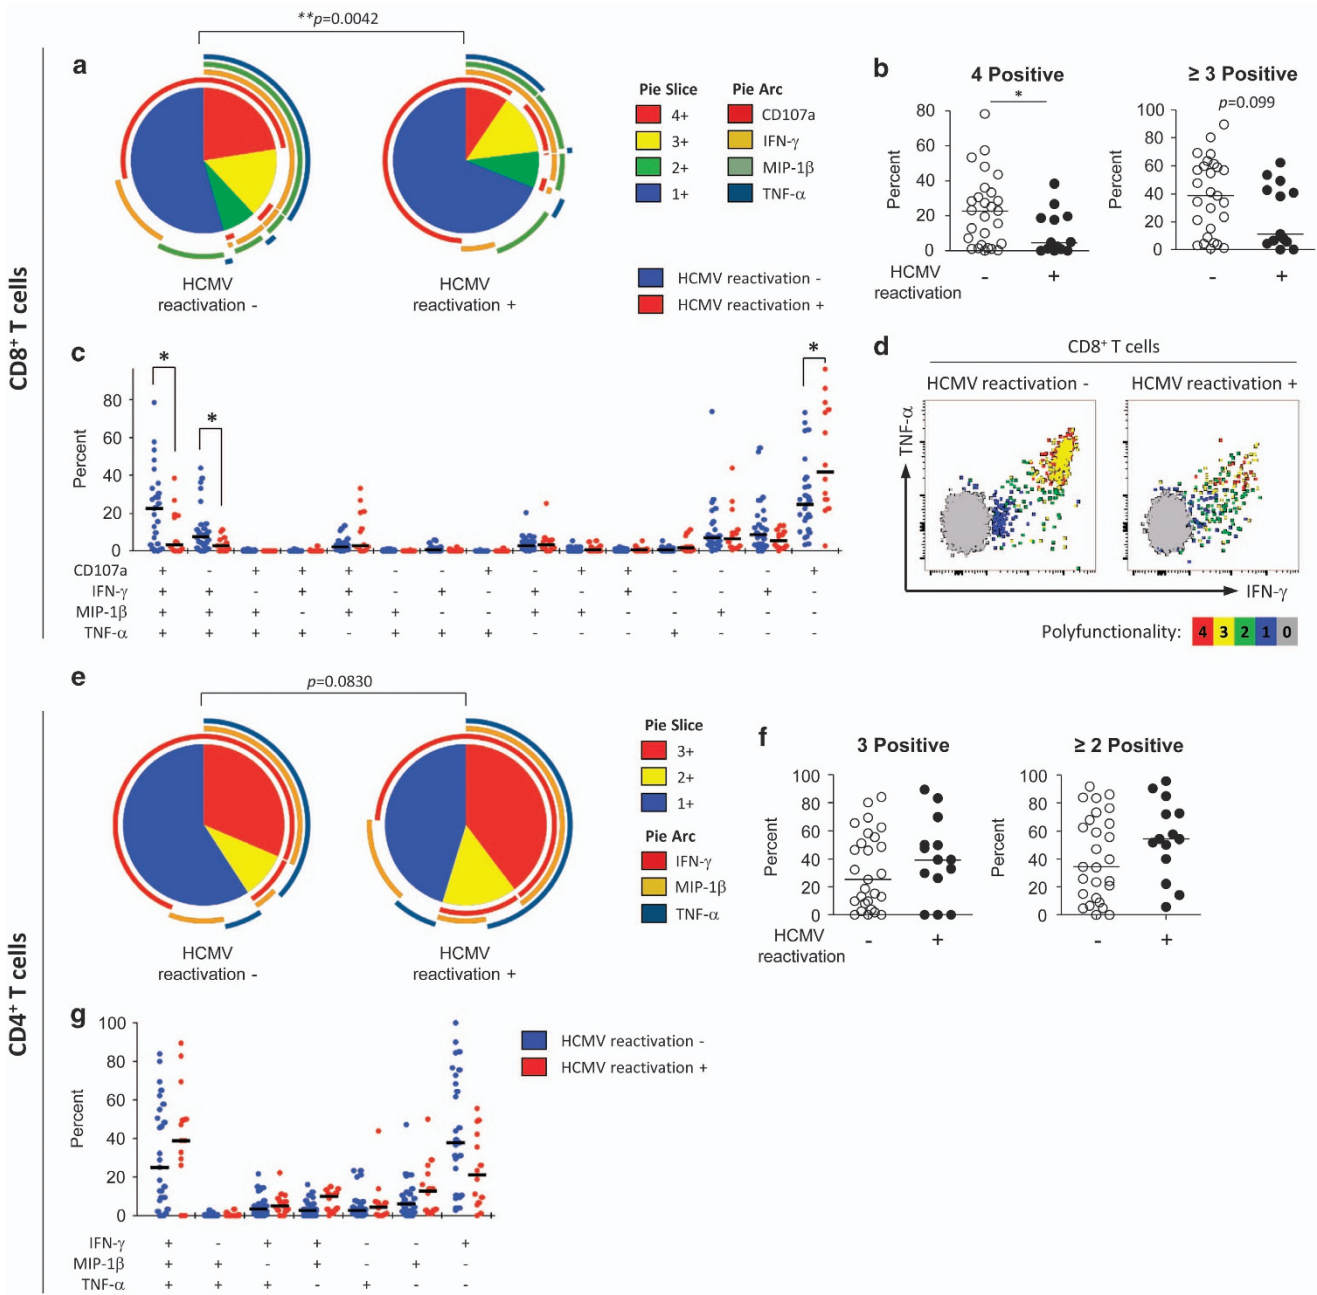 **p=0.0042
a
HCMV
reactivation -
HCMV
reactivation +
Pie Slice
4+
3+
2+
1+
Pie Arc
CD107a
IFN-γ
MIP-1β
TNF-α
HCMV reactivation -
HCMV reactivation +
b
4 Positive
*
Percent
80
60
40
20
0
HCMV
reactivation
- +
≥ 3 Positive
p=0.099
Percent
100
80
60
40
20
0
- +
CD8+ T cells
c
* * *
Percent
80
60
40
20
0
CD107a + - + + + - - + - + - - - - +
IFN-γ + + - + + - + - - - + - - + -
MIP-1β + + + - + + - - + + - - + - -
TNF-α + + + + - + + + - - - + - - -
d
CD8+ T cells
HCMV reactivation - HCMV reactivation +
TNF-α
IFN-γ
Polyfunctionality: 4 3 2 1 0
e
p=0.0830
HCMV
reactivation -
HCMV
reactivation +
Pie Slice
3+
2+
1+
Pie Arc
IFN-γ
MIP-1β
TNF-α
f
3 Positive
Percent
100
80
60
40
20
0
HCMV
reactivation
- +
≥ 2 Positive
Percent
100
80
60
40
20
0
- +
CD4+ T cells
g
Percent
100
80
60
40
20
0
IFN-γ + - + + - - +
MIP-1β + + - + - + -
TNF-α + + + - + - -
HCMV reactivation -
HCMV reactivation +